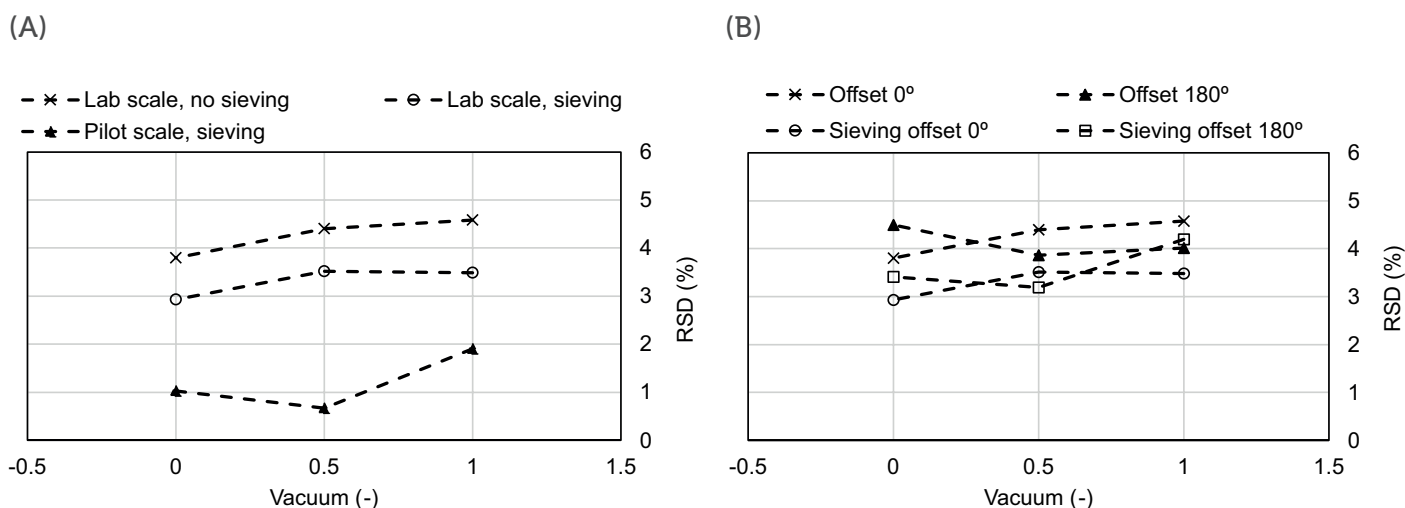 (A)
Lab scale, no sieving
Lab scale, sieving
Pilot scale, sieving
6
5
4
3
2
1
0
RSD (%)
-0.5
0
0.5
1
1.5
Vacuum (-)
(B)
Offset 0º
Offset 180º
Sieving offset 0º
Sieving offset 180º
6
5
4
3
2
1
0
RSD (%)
-0.5
0
0.5
1
1.5
Vacuum (-)